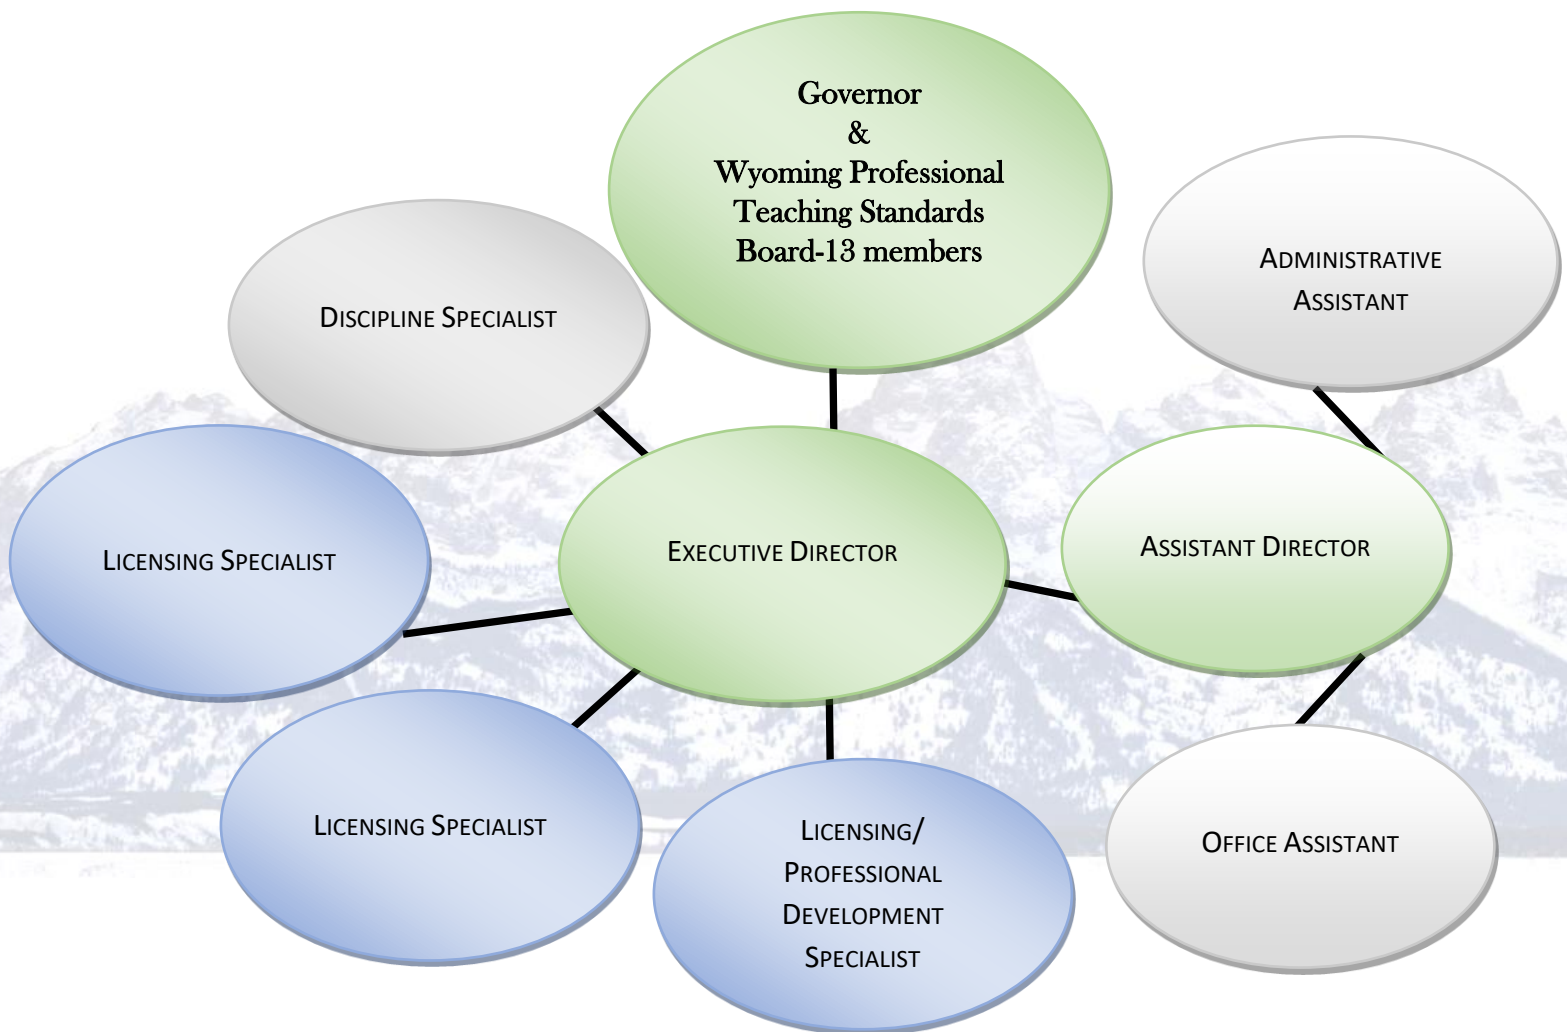 Governor
&
Wyoming Professional
Teaching Standards
Board-13 members
ADMINISTRATIVE
ASSISTANT
DISCIPLINE SPECIALIST
LICENSING SPECIALIST
EXECUTIVE DIRECTOR
ASSISTANT DIRECTOR
LICENSING SPECIALIST
LICENSING/
PROFESSIONAL
DEVELOPMENT
SPECIALIST
OFFICE ASSISTANT